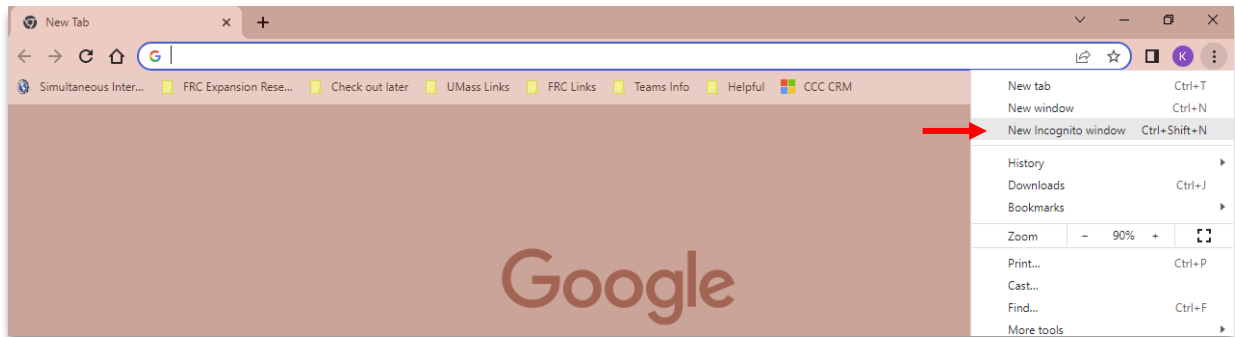 New Tab
G
K
Simultaneous Inter... FRC Expansion Rese... Check out later UMass Links FRC Links Teams Info Helpful CCC CRM
New tab Ctrl+T
New window Ctrl+N
New Incognito window Ctrl+Shift+N
History
Downloads Ctrl+J
Bookmarks
Zoom - 90% +
Google
Print... Ctrl+P
Cast...
Find... Ctrl+F
More tools